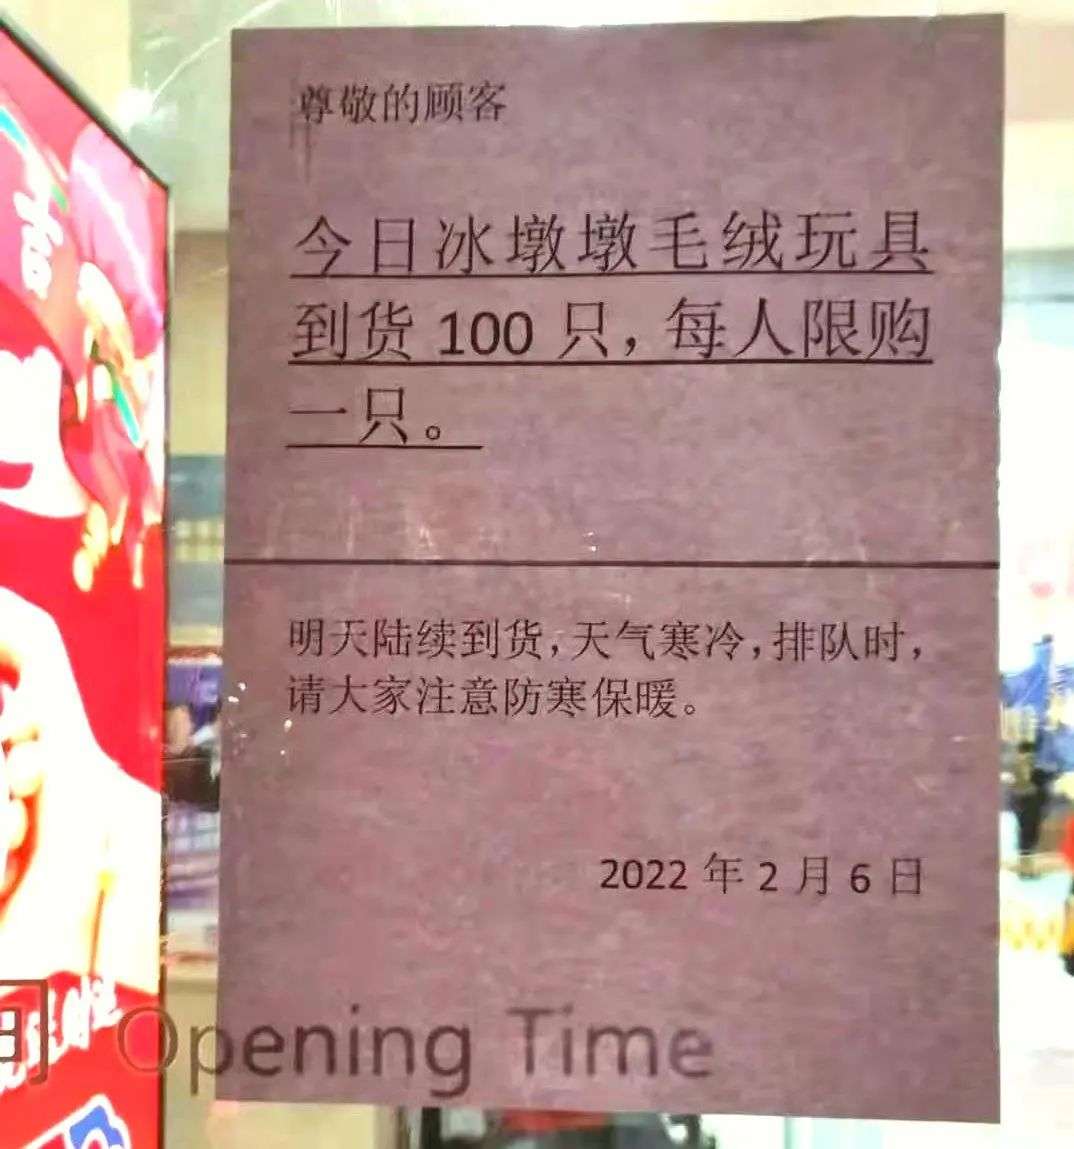 尊敬的顾客
今日冰墩墩毛绒玩具
到货 100 只，每人限购
一只。
明天陆续到货，天气寒冷，排队时，
请大家注意防寒保暖。
2022 年 2 月 6 日
间 Opening Time